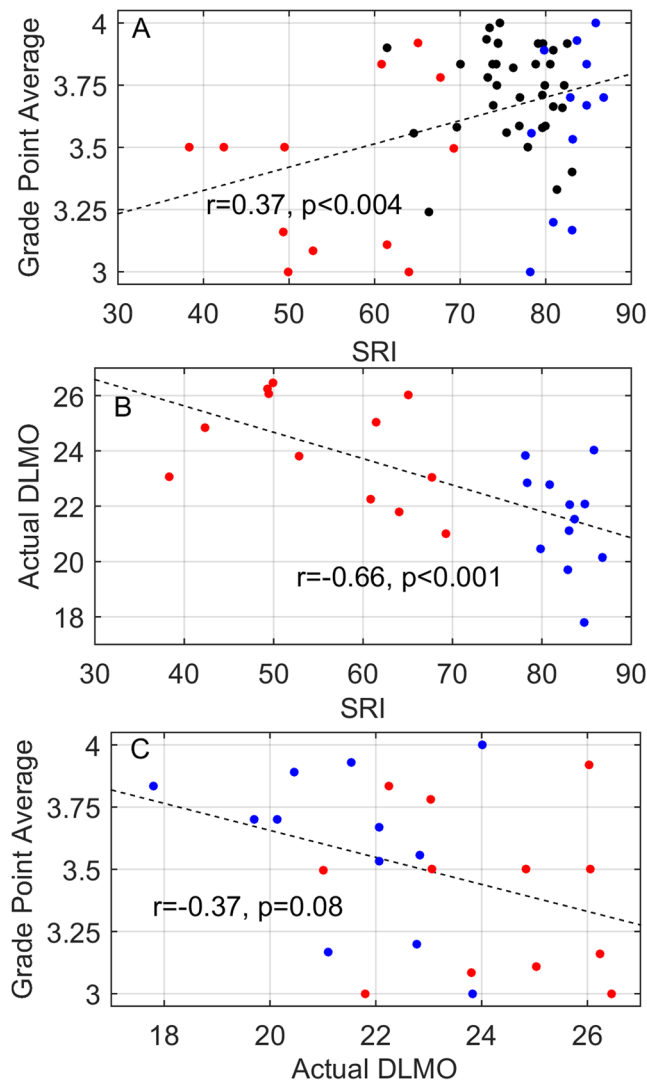 A
4
3.75
3.5
3.25
3
Grade Point Average
r=0.37, p<0.004
30 40 50 60 70 80 90
SRI
B
26
24
22
20
18
Actual DLMO
r=-0.66, p<0.001
30 40 50 60 70 80 90
SRI
C
4
3.75
3.5
3.25
3
Grade Point Average
r=-0.37, p=0.08
18 20 22 24 26
Actual DLMO